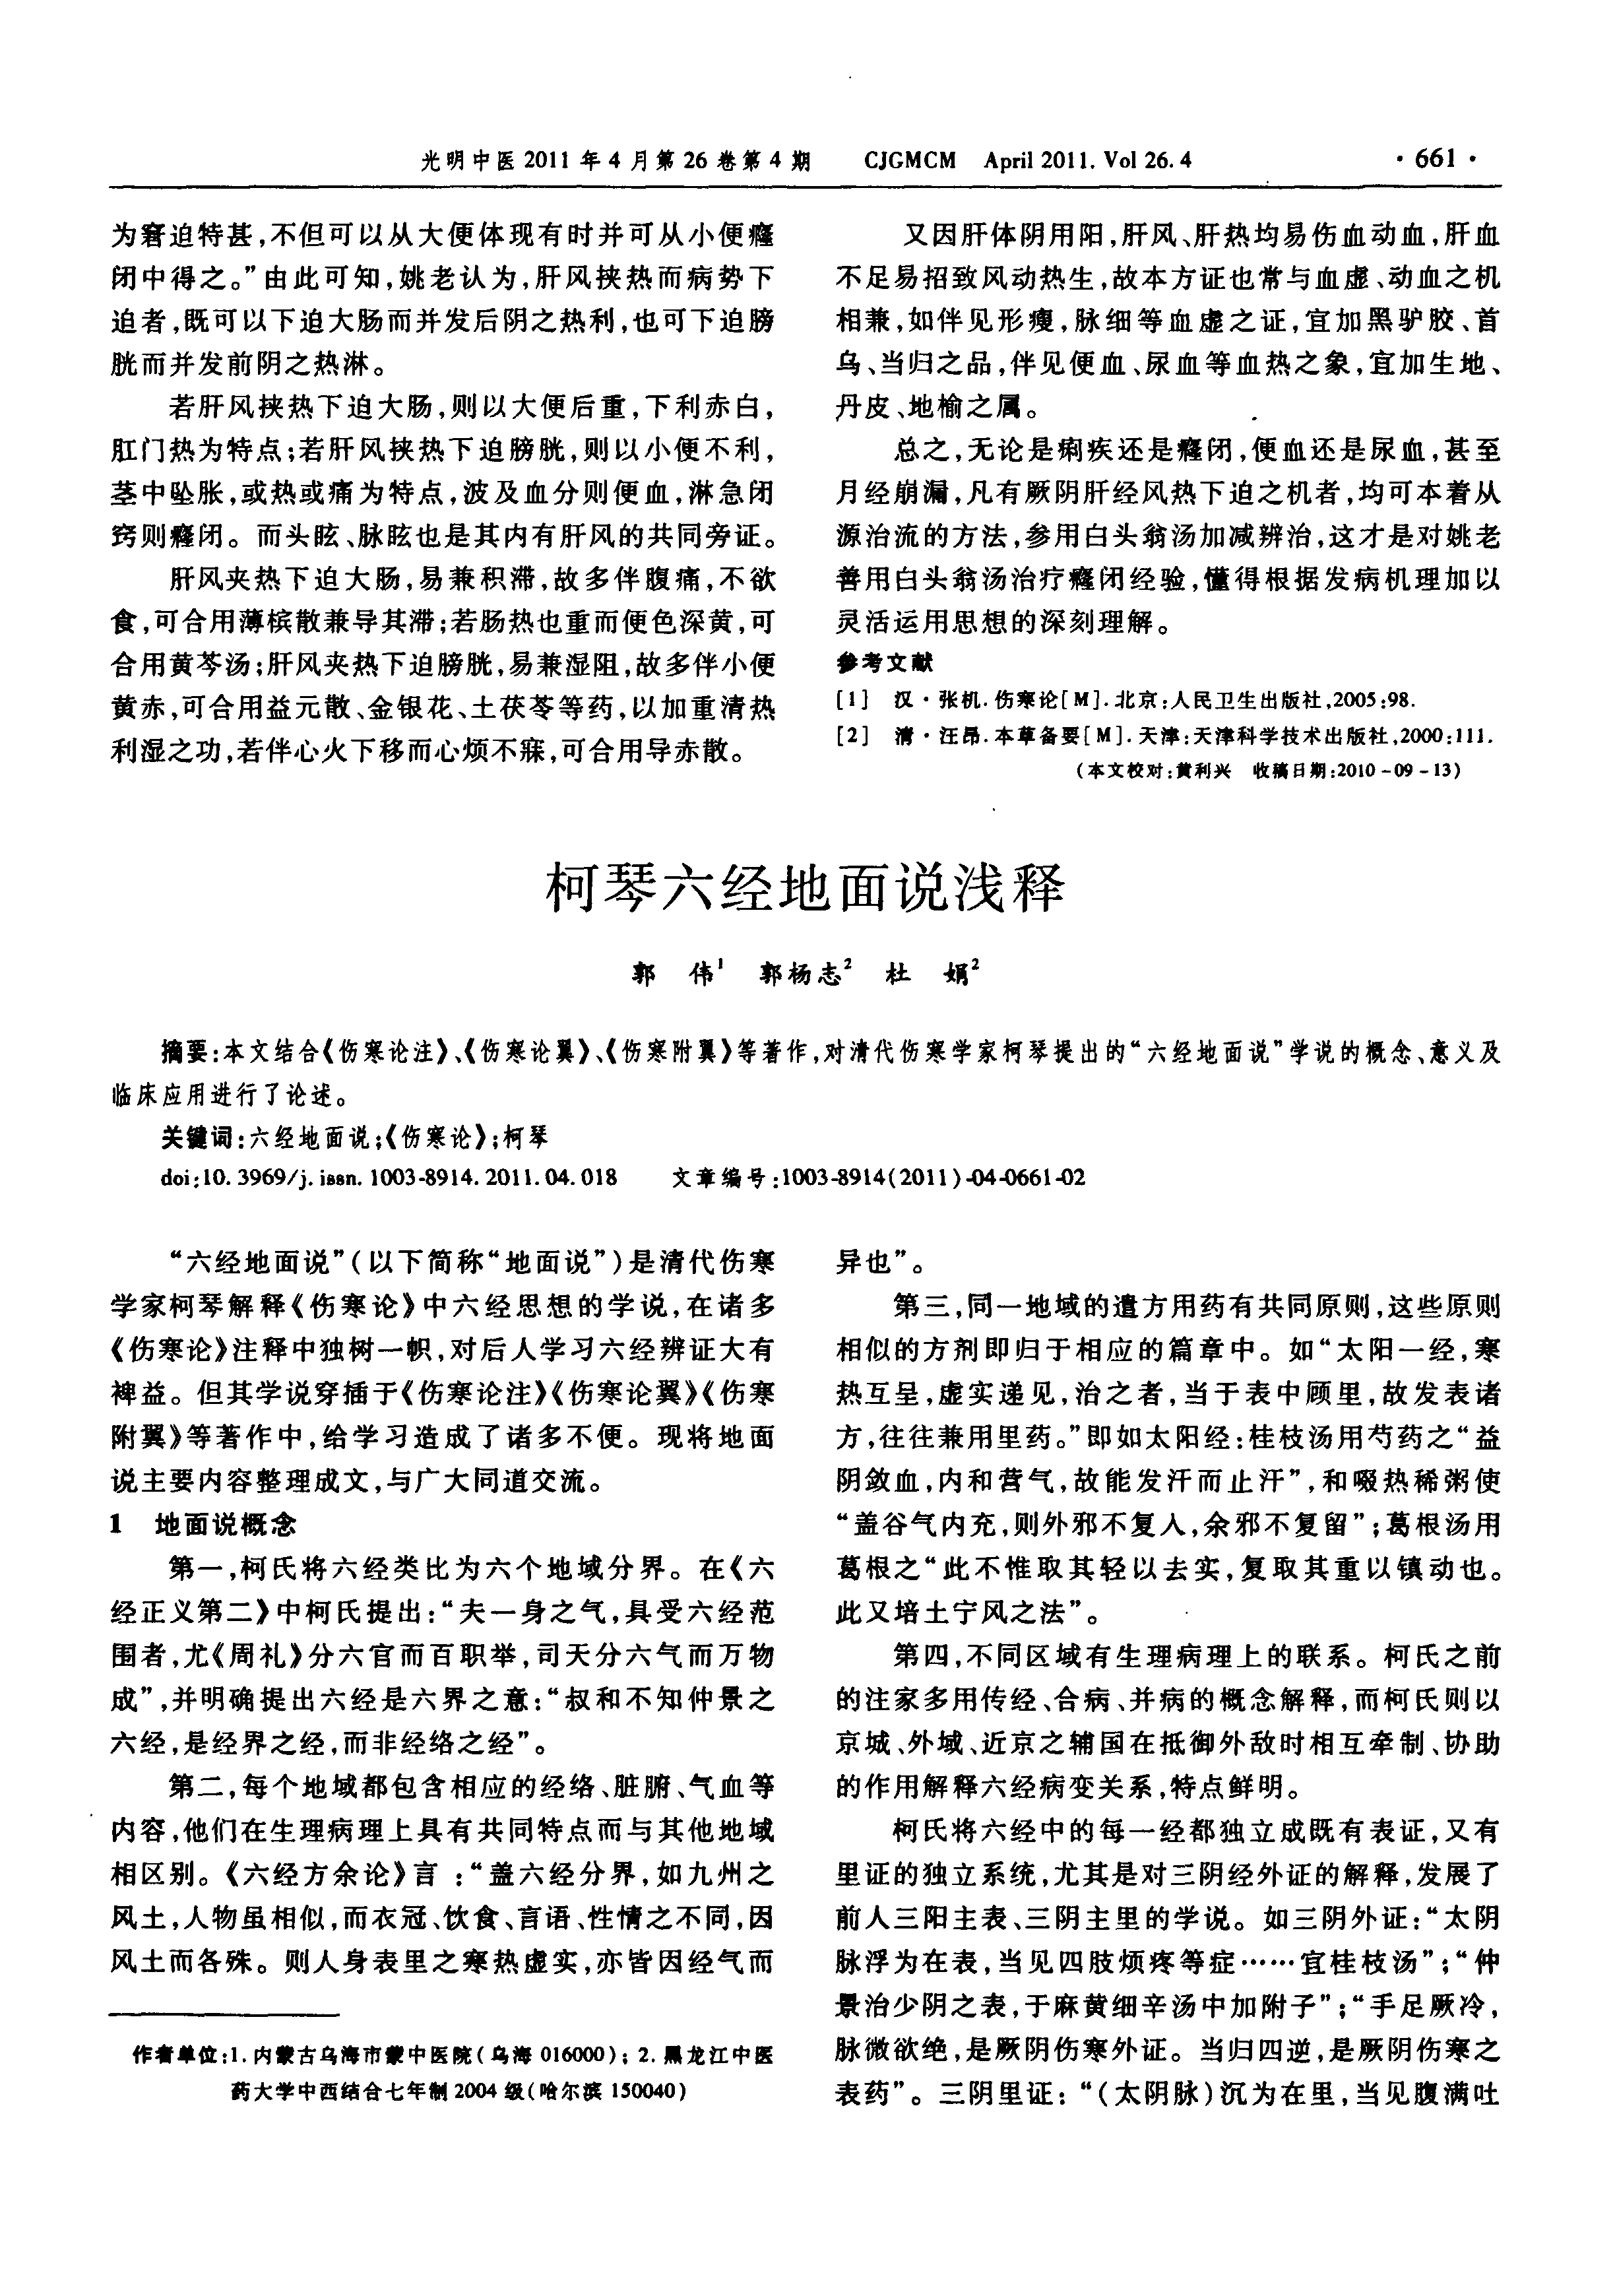 光明中医2011年4月第26卷第4期 CJGMCM April 2011. Vol 26.4 ·661·
为窘迫特甚,不但可以从大便体现有时并可从小便癃
闭中得之。”由此可知,姚老认为,肝风挟热而病势下
迫者,既可以下迫大肠而并发后阴之热利,也可下迫膀
胱而并发前阴之热淋。
若肝风挟热下迫大肠,则以大便后重,下利赤白,
肛门热为特点;若肝风挟热下迫膀胱,则以小便不利,
茎中坠胀,或热或痛为特点,波及血分则便血,淋急闭
窍则癃闭。而头眩、脉眩也是其内有肝风的共同旁证。
肝风夹热下迫大肠,易兼积滞,故多伴腹痛,不欲
食,可合用薄槟散兼导其滞;若肠热也重而便色深黄,可
合用黄芩汤;肝风夹热下迫膀胱,易兼湿阻,故多伴小便
黄赤,可合用益元散、金银花、土茯苓等药,以加重清热
利湿之功,若伴心火下移而心烦不寐,可合用导赤散。
又因肝体阴用阳,肝风、肝热均易伤血动血,肝血
不足易招致风动热生,故本方证也常与血虚、动血之机
相兼,如伴见形瘦,脉细等血虚之证,宜加黑驴胶、首
乌、当归之品,伴见便血、尿血等血热之象,宜加生地、
丹皮、地榆之属。
总之,无论是痢疾还是癃闭,便血还是尿血,甚至
月经崩漏,凡有厥阴肝经风热下迫之机者,均可本着从
源治流的方法,参用白头翁汤加减辨治,这才是对姚老
善用白头翁汤治疗癃闭经验,懂得根据发病机理加以
灵活运用思想的深刻理解。
参考文献
[1] 汉·张机.伤寒论[M].北京:人民卫生出版社,2005:98.
[2] 清·汪昂.本草备要[M].天津:天津科学技术出版社,2000:111.
(本文校对:黄利兴 收稿日期:2010-09-13)
柯琴六经地面说浅释
郭 伟1 郭杨志2 杜 娟2
摘要:本文结合《伤寒论注》、《伤寒论翼》、《伤寒附翼》等著作,对清代伤寒学家柯琴提出的“六经地面说”学说的概念、意义及
临床应用进行了论述。
关键词:六经地面说;《伤寒论》;柯琴
doi:10.3969/j.issn.1003-8914.2011.04.018 文章编号:1003-8914(2011)-04-0661-02
“六经地面说”(以下简称“地面说”)是清代伤寒
学家柯琴解释《伤寒论》中六经思想的学说,在诸多
《伤寒论》注释中独树一帜,对后人学习六经辨证大有
裨益。但其学说穿插于《伤寒论注》《伤寒论翼》《伤寒
附翼》等著作中,给学习造成了诸多不便。现将地面
说主要内容整理成文,与广大同道交流。
1 地面说概念
第一,柯氏将六经类比为六个地域分界。在《六
经正义第二》中柯氏提出:“夫一身之气,具受六经范
围者,尤《周礼》分六官而百职举,司天分六气而万物
成”,并明确提出六经是六界之意:“叔和不知仲景之
六经,是经界之经,而非经络之经”。
第二,每个地域都包含相应的经络、脏腑、气血等
内容,他们在生理病理上具有共同特点而与其他地域
相区别。《六经方余论》言:“盖六经分界,如九州之
风土,人物虽相似,而衣冠、饮食、言语、性情之不同,因
风土而各殊。则人身表里之寒热虚实,亦皆因经气而
作者单位:1.内蒙古乌海市蒙中医院(乌海 016000);2.黑龙江中医
药大学中西结合七年制2004级(哈尔滨 150040)
异也”。
第三,同一地域的遣方用药有共同原则,这些原则
相似的方剂即归于相应的篇章中。如“太阳一经,寒
热互呈,虚实递见,治之者,当于表中顾里,故发表诸
方,往往兼用里药。”即如太阳经:桂枝汤用芍药之“益
阴敛血,内和营气,故能发汗而止汗”,和啜热稀粥使
“盖谷气内充,则外邪不复入,余邪不复留”;葛根汤用
葛根之“此不惟取其轻以去实,复取其重以镇动也。
此又培土宁风之法”。
第四,不同区域有生理病理上的联系。柯氏之前
的注家多用传经、合病、并病的概念解释,而柯氏则以
京城、外域、近京之辅国在抵御外敌时相互牵制、协助
的作用解释六经病变关系,特点鲜明。
柯氏将六经中的每一经都独立成既有表证,又有
里证的独立系统,尤其是对三阴经外证的解释,发展了
前人三阳主表、三阴主里的学说。如三阴外证:“太阴
脉浮为在表,当见四肢烦疼等症……宜桂枝汤”;“仲
景治少阴之表,于麻黄细辛汤中加附子”;“手足厥冷,
脉微欲绝,是厥阴伤寒外证。当归四逆,是厥阴伤寒之
表药”。三阴里证:“(太阴脉)沉为在里,当见腹满吐